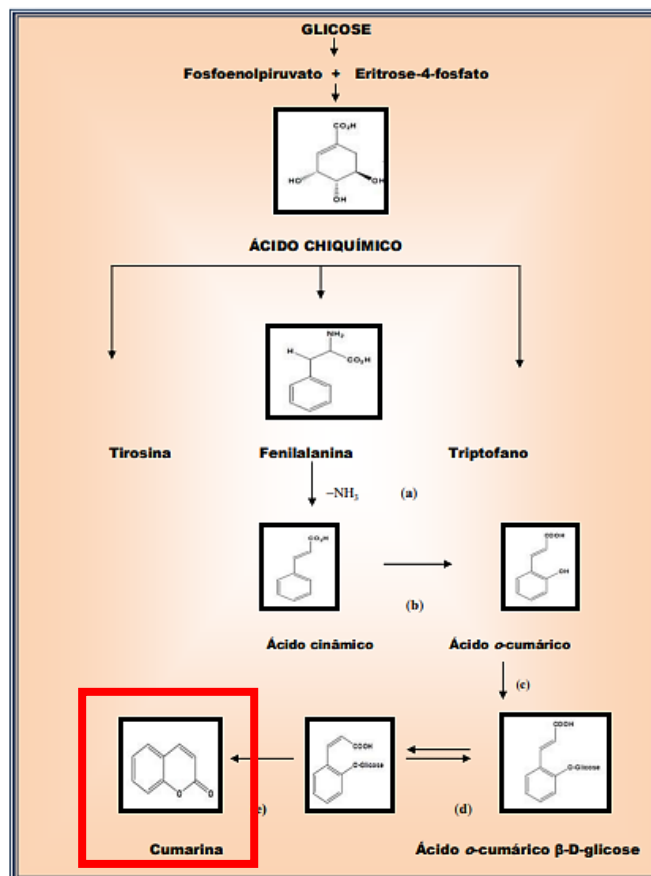 GLICOSE
Fosfoenolpiruvato + Eritrose-4-fosfato
CO₂H
HO
OH
OH
ÁCIDO CHIQUÍMICO
NH₂
H
CO₂H
Tirosina
Fenilalanina
Triptofano
–NH₃ (a)
CO₂H
COOH
OH
(b)
Ácido cinâmico
Ácido o-cumárico
(c)
COOH
COOH
O-Glicose
O-Glicose
O
O
(d)
Cumarina
Ácido o-cumárico β-D-glicose